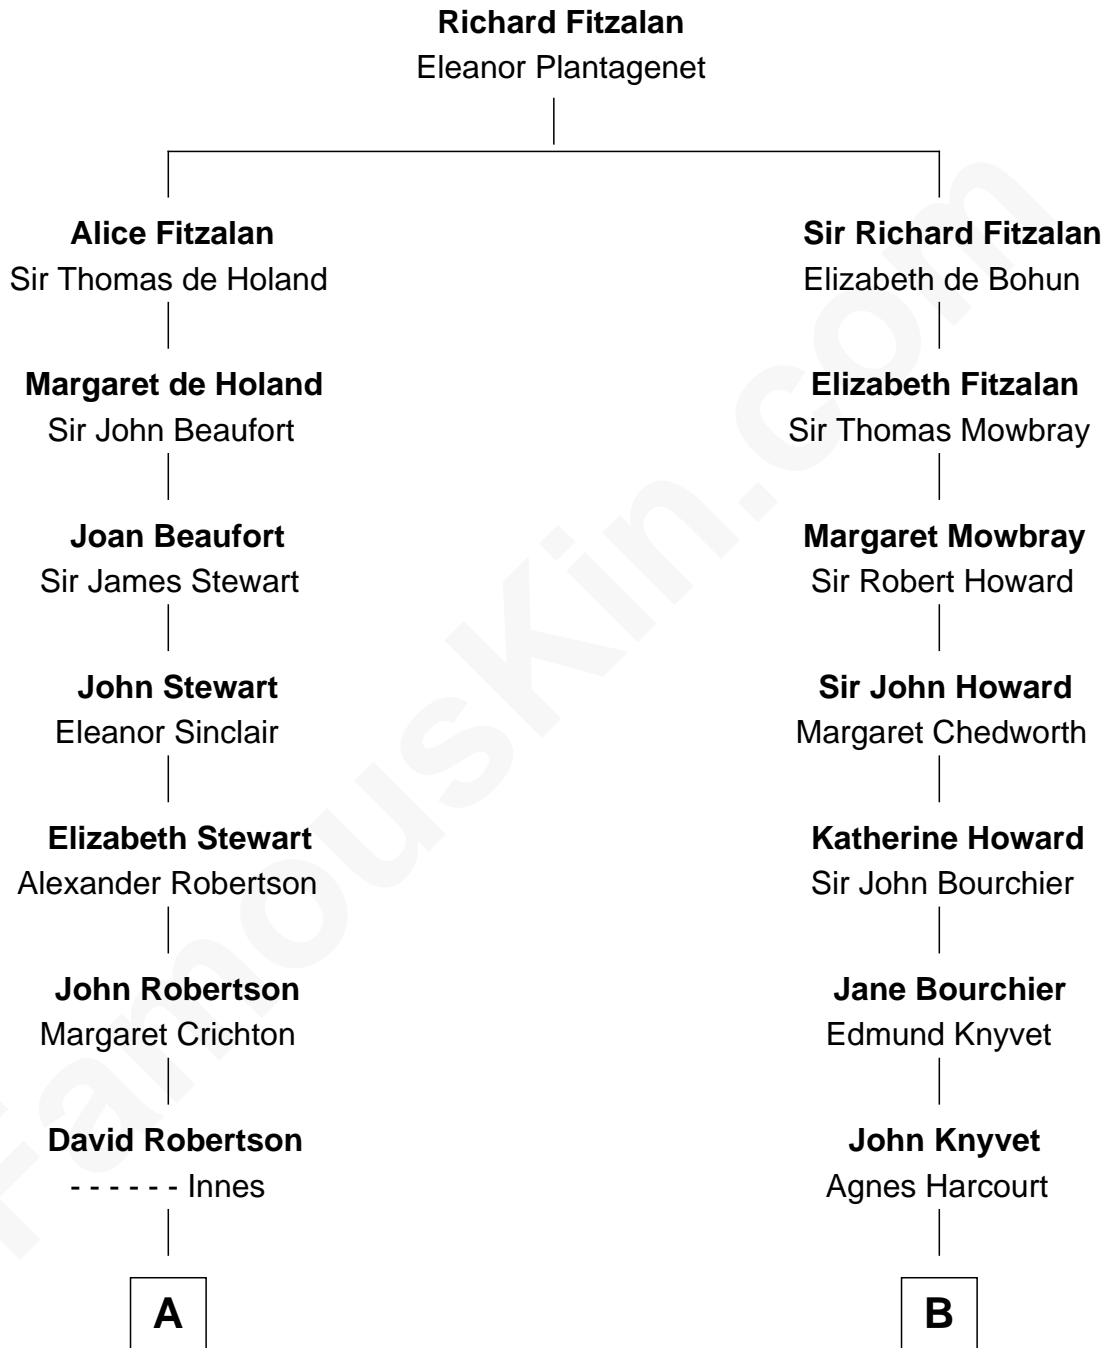 Richard Fitzalan
Eleanor Plantagenet
Alice Fitzalan
Sir Thomas de Holand
Sir Richard Fitzalan
Elizabeth de Bohun
Margaret de Holand
Sir John Beaufort
Elizabeth Fitzalan
Sir Thomas Mowbray
Joan Beaufort
Sir James Stewart
Margaret Mowbray
Sir Robert Howard
John Stewart
Eleanor Sinclair
Sir John Howard
Margaret Chedworth
Elizabeth Stewart
Alexander Robertson
Katherine Howard
Sir John Bourchier
John Robertson
Margaret Crichton
Jane Bourchier
Edmund Knyvet
David Robertson
- - - - - - Innes
John Knyvet
Agnes Harcourt
A
B
FamousKin.com